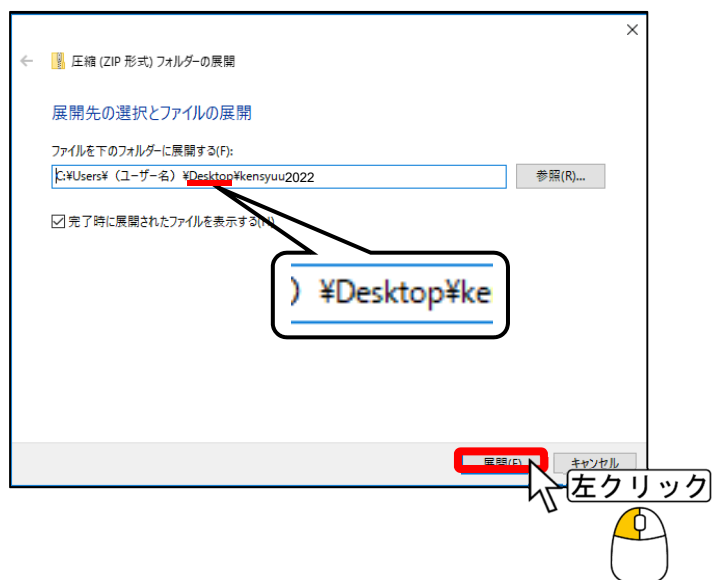 圧縮 (ZIP 形式) フォルダーの展開
展開先の選択とファイルの展開
ファイルを下のフォルダーに展開する(F):
C:¥Users¥（ユーザー名）¥Desktop¥kensyuu2022
参照(R)...
完了時に展開されたファイルを表示する(H)
) ¥Desktop¥ke
展開(E)
キャンセル
左クリック